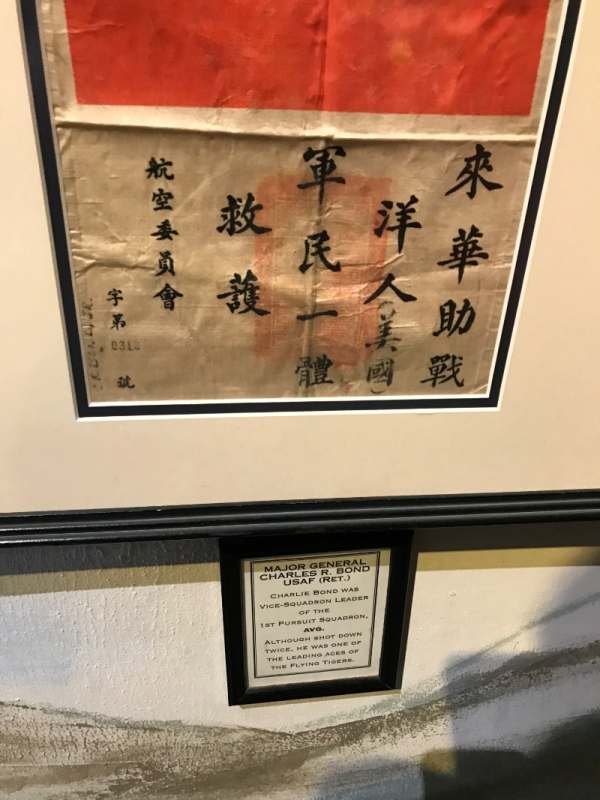 來華助戰
洋人(美國)
軍民一體
救護
航空委員會
字第
號
MAJOR GENERAL
CHARLES R. BOND
USAF (RET.)
CHARLIE BOND WAS
VICE-SQUADRON LEADER
OF THE
1ST PURSUIT SQUADRON,
AVG.
ALTHOUGH SHOT DOWN
TWICE, HE WAS ONE OF
THE LEADING ACES OF
THE FLYING TIGERS.